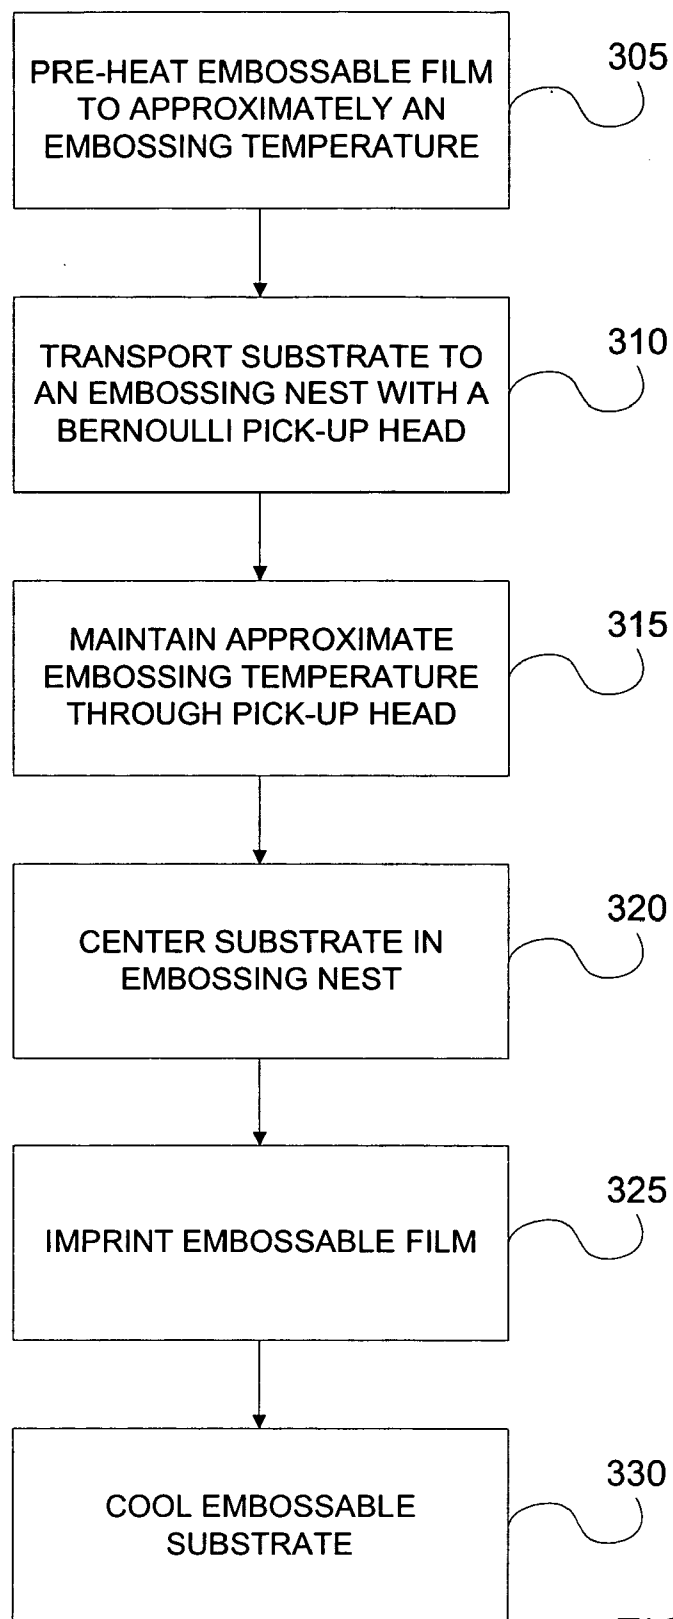 PRE-HEAT EMBOSSABLE FILM
TO APPROXIMATELY AN
EMBOSSING TEMPERATURE
305
TRANSPORT SUBSTRATE TO
AN EMBOSSING NEST WITH A
BERNOULLI PICK-UP HEAD
310
MAINTAIN APPROXIMATE
EMBOSSING TEMPERATURE
THROUGH PICK-UP HEAD
315
CENTER SUBSTRATE IN
EMBOSSING NEST
320
IMPRINT EMBOSSABLE FILM
325
COOL EMBOSSABLE
SUBSTRATE
330